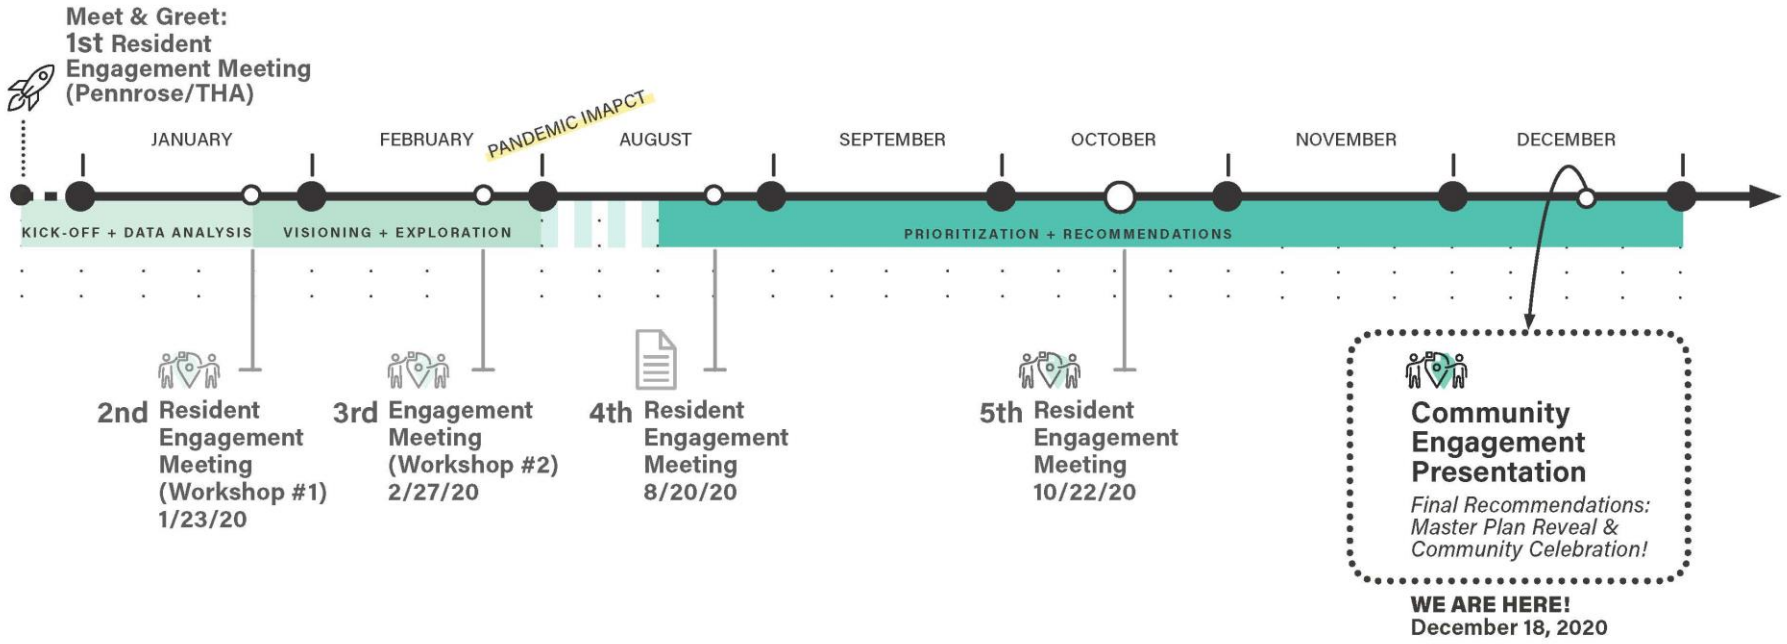 Meet & Greet:
1st Resident
Engagement Meeting
(Pennrose/THA)
JANUARY
FEBRUARY
PANDEMIC IMAPCT
AUGUST
SEPTEMBER
OCTOBER
NOVEMBER
DECEMBER
KICK-OFF + DATA ANALYSIS
VISIONING + EXPLORATION
PRIORITIZATION + RECOMMENDATIONS
2nd Resident
Engagement
Meeting
(Workshop #1)
1/23/20
3rd Engagement
Meeting
(Workshop #2)
2/27/20
4th Resident
Engagement
Meeting
8/20/20
5th Resident
Engagement
Meeting
10/22/20
Community
Engagement
Presentation
Final Recommendations:
Master Plan Reveal &
Community Celebration!
WE ARE HERE!
December 18, 2020